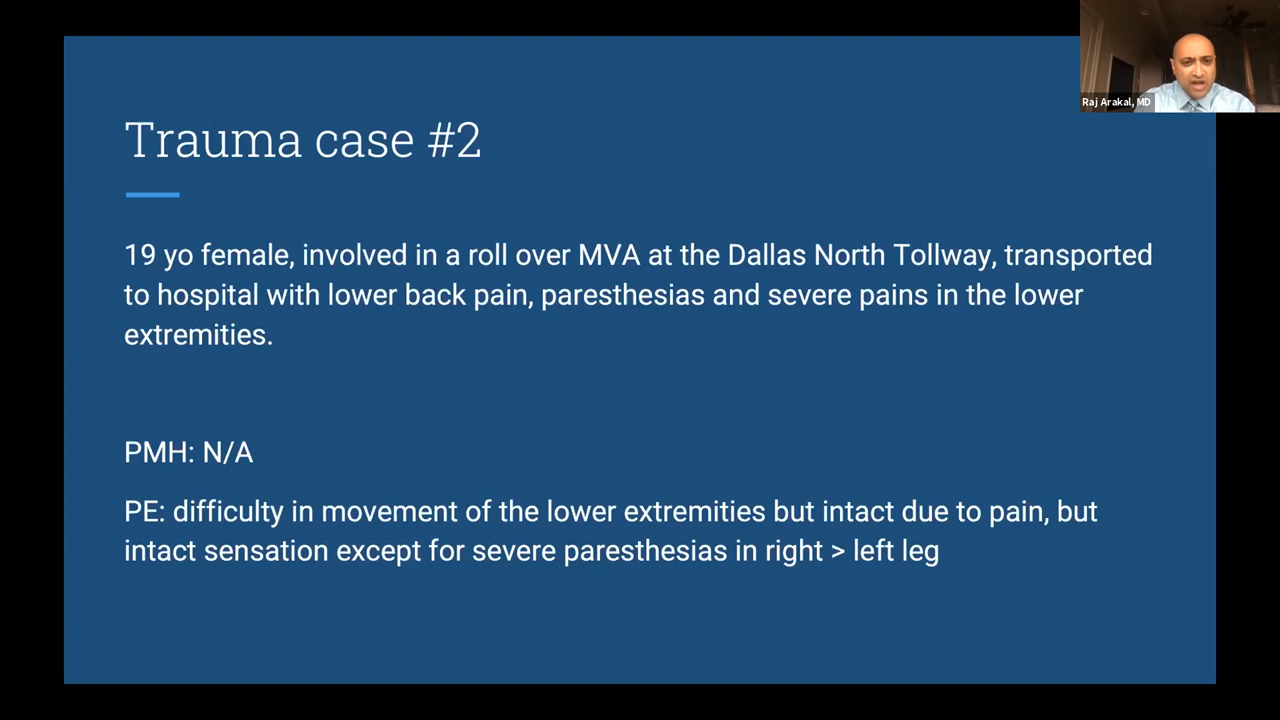 Raj Arakal, MD
Trauma case #2
19 yo female, involved in a roll over MVA at the Dallas North Tollway, transported
to hospital with lower back pain, paresthesias and severe pains in the lower
extremities.
PMH: N/A
PE: difficulty in movement of the lower extremities but intact due to pain, but
intact sensation except for severe paresthesias in right > left leg